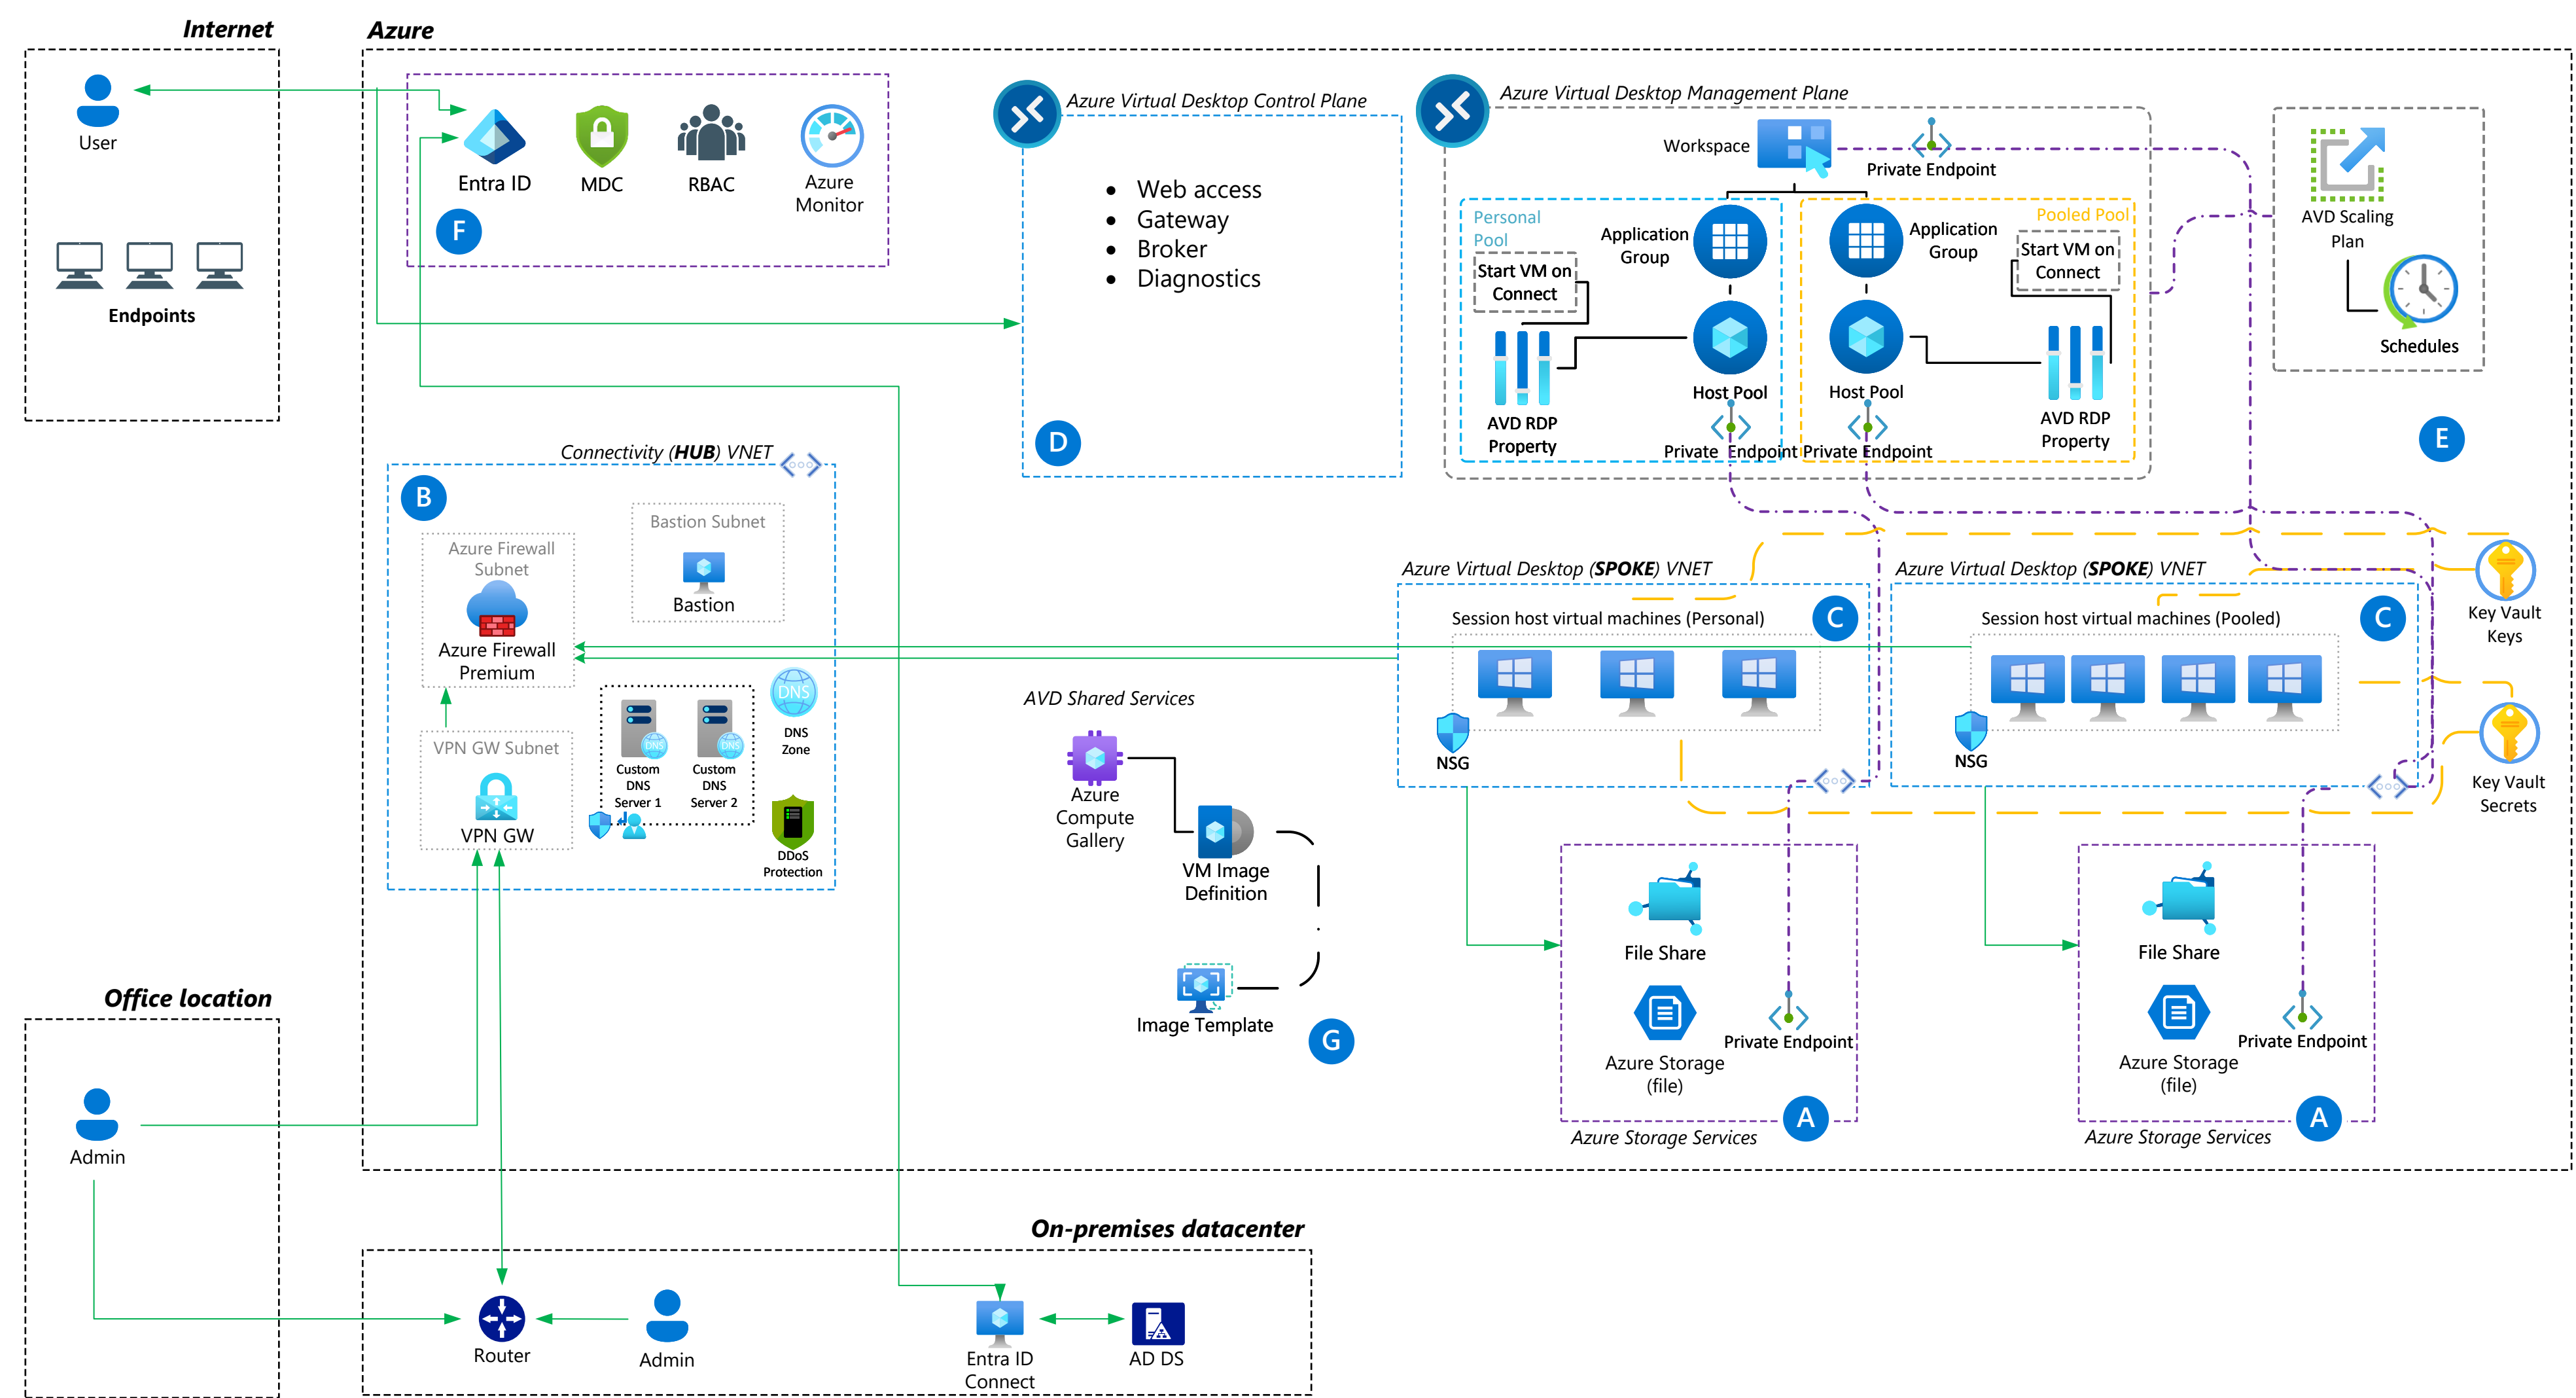 Internet
User
Endpoints
Azure
Entra ID
MDC
RBAC
Azure
Monitor
F
Azure Virtual Desktop Control Plane
• Web access
• Gateway
• Broker
• Diagnostics
D
Azure Virtual Desktop Management Plane
Workspace
Private Endpoint
Personal
Pool
Start VM on
Connect
Application
Group
Host Pool
AVD RDP
Property
Private Endpoint
Pooled Pool
Application
Group
Start VM on
Connect
Host Pool
AVD RDP
Property
Private Endpoint
AVD Scaling
Plan
Schedules
E
Connectivity (HUB) VNET
B
Azure Firewall
Subnet
Azure Firewall
Premium
Bastion Subnet
Bastion
VPN GW Subnet
VPN GW
DNS
Custom
DNS
Server 1
DNS
Custom
DNS
Server 2
DNS
DNS
Zone
DDoS
Protection
AVD Shared Services
Azure
Compute
Gallery
VM Image
Definition
Image Template
G
Azure Virtual Desktop (SPOKE) VNET
Session host virtual machines (Personal)
C
NSG
Azure Virtual Desktop (SPOKE) VNET
Session host virtual machines (Pooled)
C
NSG
Key Vault
Keys
Key Vault
Secrets
File Share
Azure Storage
(file)
Private Endpoint
A
Azure Storage Services
File Share
Azure Storage
(file)
Private Endpoint
A
Azure Storage Services
Office location
Admin
On-premises datacenter
Router
Admin
Entra ID
Connect
AD DS